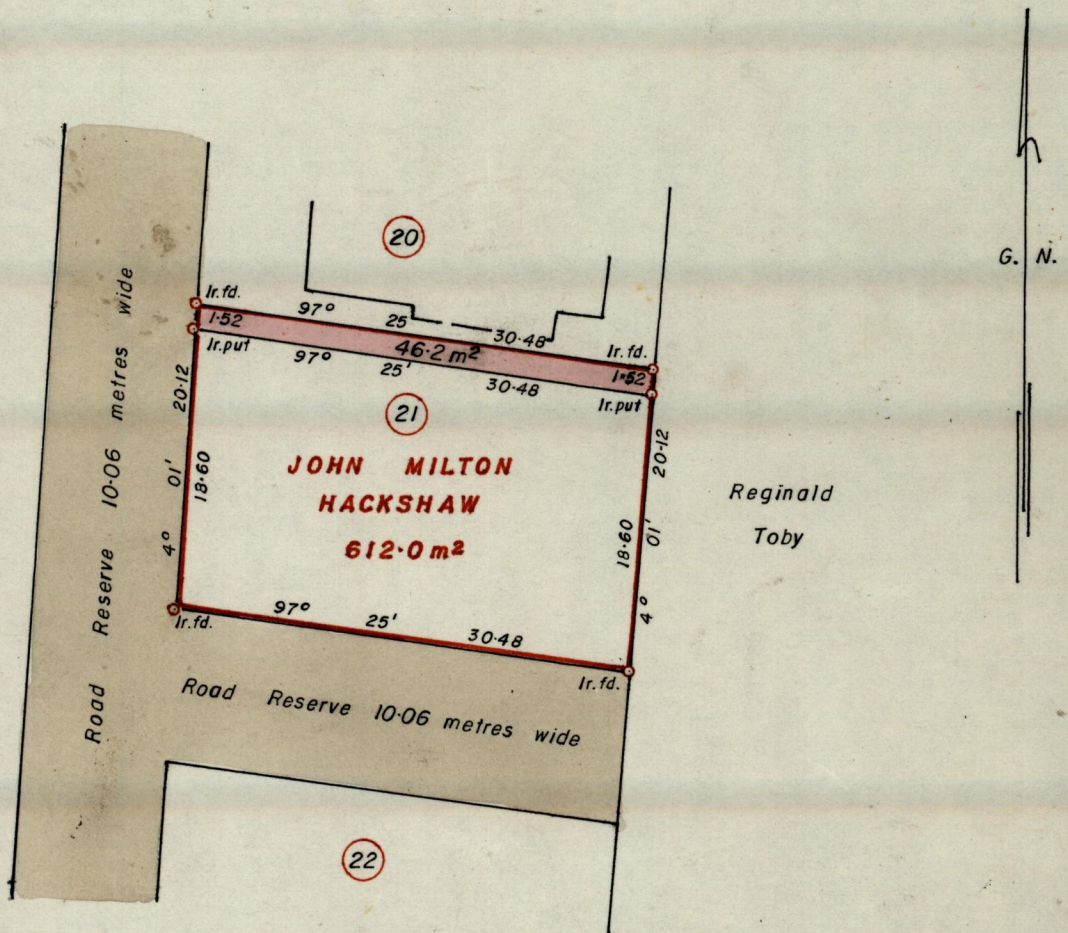 G. N.
20
Ir.fd.
97° 25 30·48
Ir.fd.
1·52
46·2 m²
1·52
Ir.put
97° 25' 30·48
Ir.put
21
JOHN MILTON
HACKSHAW
612·0 m²
4° 01' 20·12
18·60
4° 01' 20·12
18·60
Reginald
Toby
Road Reserve 10·06 metres wide
Ir.fd.
97° 25' 30·48
Ir.fd.
Road Reserve 10·06 metres wide
22